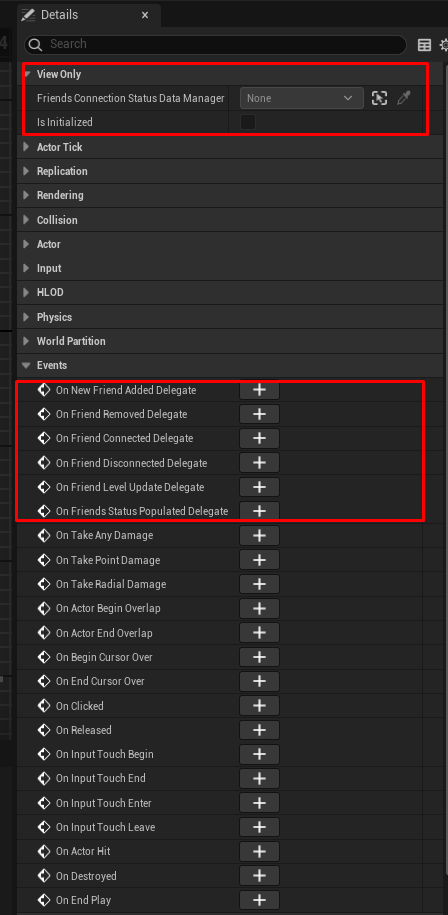 Details
Search
View Only
Friends Connection Status Data Manager None
Is Initialized
Actor Tick
Replication
Rendering
Collision
Actor
Input
HLOD
Physics
World Partition
Events
On New Friend Added Delegate
On Friend Removed Delegate
On Friend Connected Delegate
On Friend Disconnected Delegate
On Friend Level Update Delegate
On Friends Status Populated Delegate
On Take Any Damage
On Take Point Damage
On Take Radial Damage
On Actor Begin Overlap
On Actor End Overlap
On Begin Cursor Over
On End Cursor Over
On Clicked
On Released
On Input Touch Begin
On Input Touch End
On Input Touch Enter
On Input Touch Leave
On Actor Hit
On Destroyed
On End Play